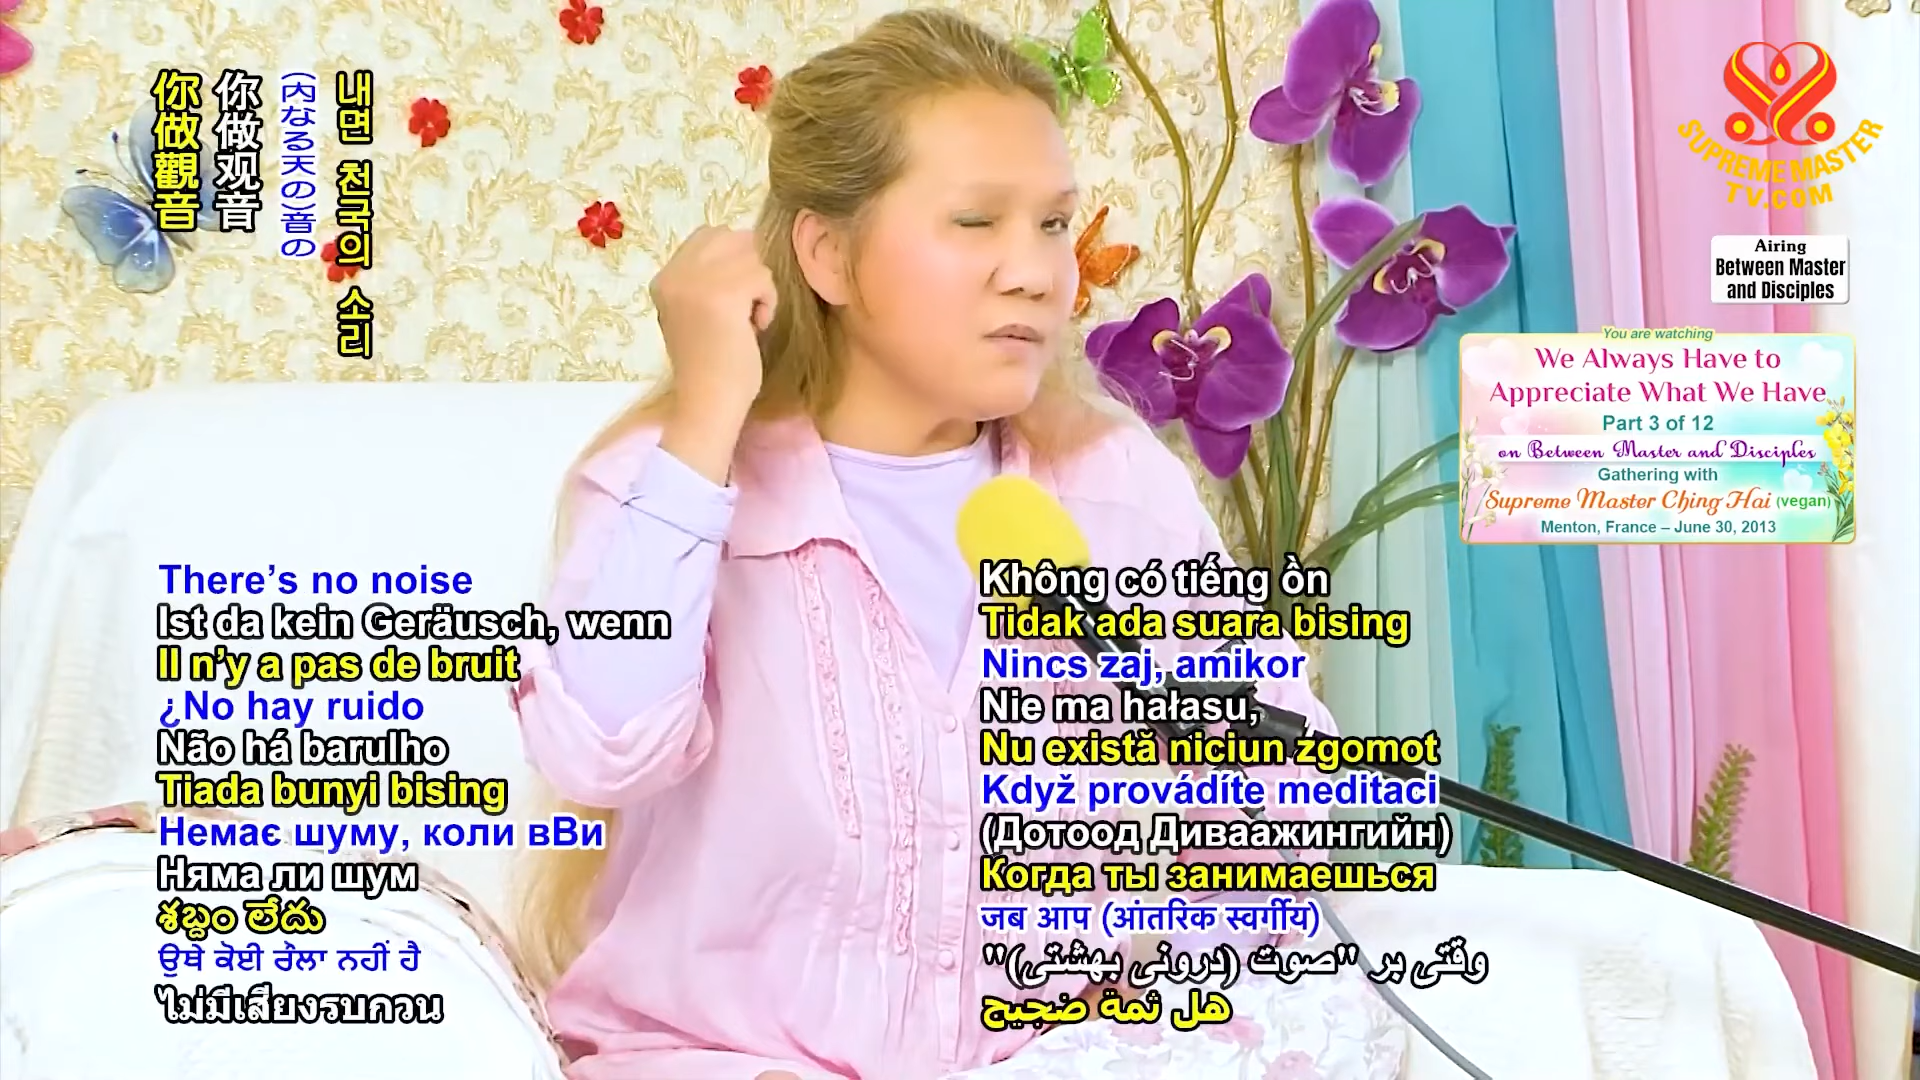 你做觀音
你做观音
(内なる天の)音の
내면 천국의 소리
SUPREME MASTER
TV.COM
Airing
Between Master
and Disciples
You are watching
We Always Have to
Appreciate What We Have
Part 3 of 12
on Between Master and Disciples
Gathering with
Supreme Master Ching Hai (vegan)
Menton, France – June 30, 2013
There's no noise
Ist da kein Geräusch, wenn
Il n'y a pas de bruit
¿No hay ruido
Não há barulho
Tiada bunyi bising
Немає шуму, коли вВи
Няма ли шум
శబ్దం లేదు
ਉਥੇ ਕੋਈ ਰੌਲਾ ਨਹੀਂ ਹੈ
ไม่มีเสียงรบกวน
Không có tiếng ồn
Tidak ada suara bising
Nincs zaj, amikor
Nie ma hałasu,
Nu există niciun zgomot
Když provádíte meditaci
(Дотоод Диваажингийн)
Когда ты занимаешься
जब आप (आंतरिक स्वर्गीय)
وقتی بر "صوت (درونی بهشتی)"
هل ثمة ضجيج